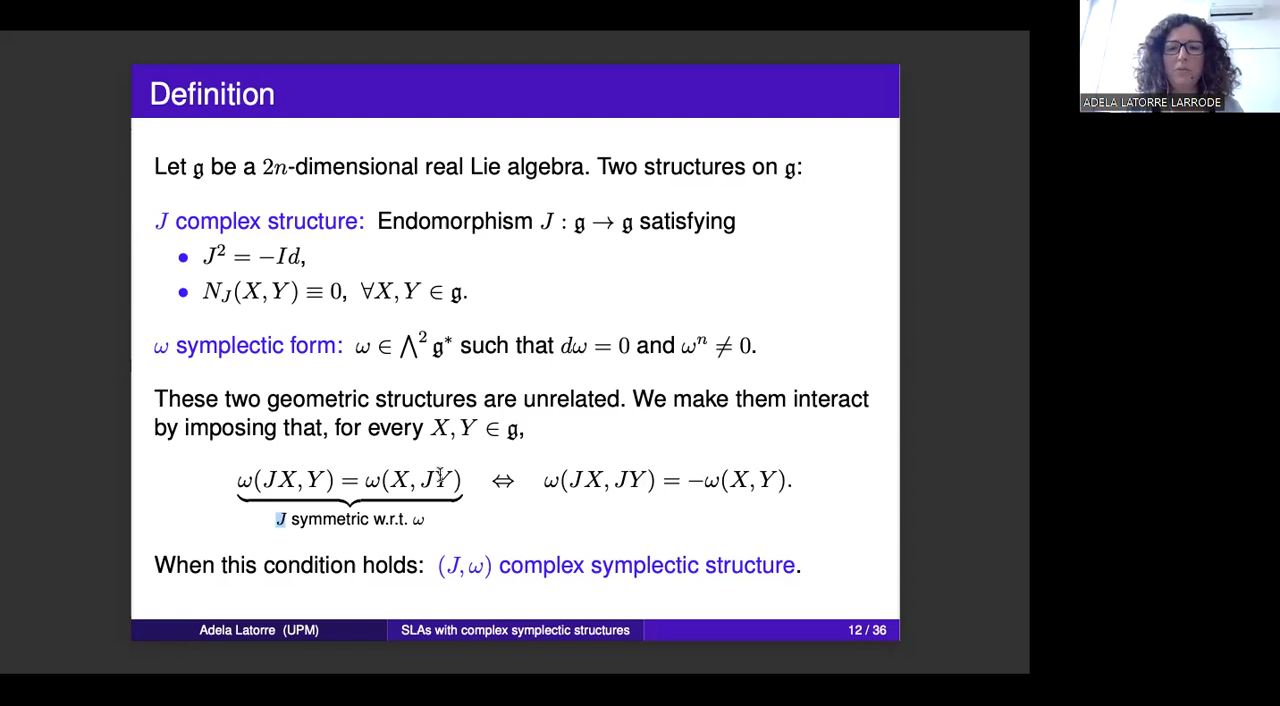 ADELA LATORRE LARRODE
Definition
Let 𝔤 be a 2n-dimensional real Lie algebra. Two structures on 𝔤:
J complex structure: Endomorphism J : 𝔤 → 𝔤 satisfying
• J² = −Id,
• N_J(X, Y) ≡ 0, ∀X, Y ∈ 𝔤.
ω symplectic form: ω ∈ ⋀² 𝔤* such that dω = 0 and ωⁿ ≠ 0.
These two geometric structures are unrelated. We make them interact
by imposing that, for every X, Y ∈ 𝔤,
ω(JX, Y) = ω(X, JY) ⇔ ω(JX, JY) = −ω(X, Y).
J symmetric w.r.t. ω
When this condition holds: (J, ω) complex symplectic structure.
Adela Latorre (UPM) SLAs with complex symplectic structures 12 / 36